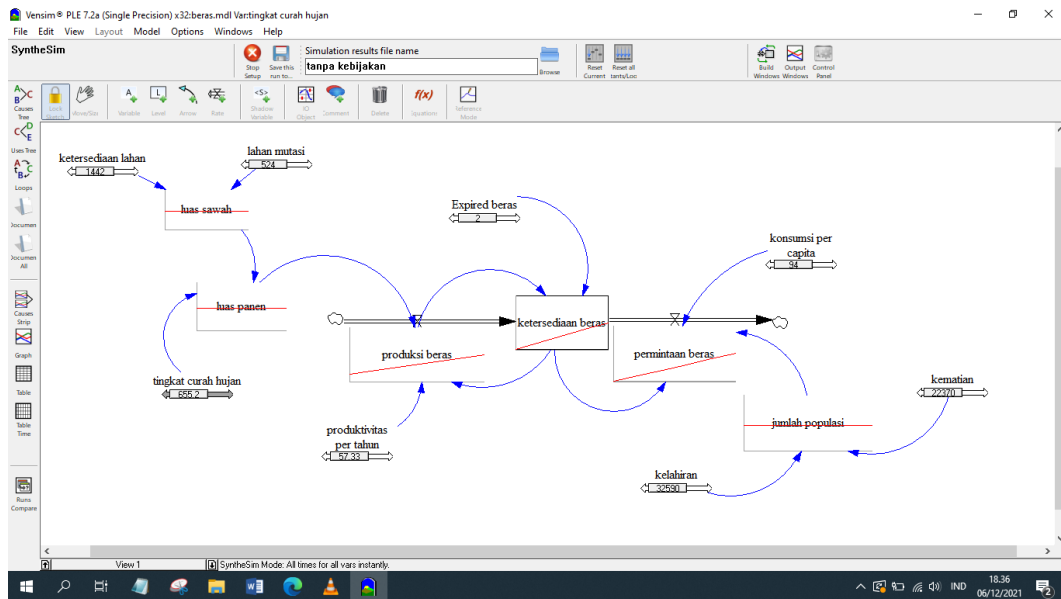 Vensim® PLE 7.2a (Single Precision) x32:beras.mdl Var:tingkat curah hujan
File Edit View Layout Model Options Windows Help
SyntheSim
Stop Setup
Save this run to...
Simulation results file name
tanpa kebijakan
Browse
Reset Current
Reset all
Build Windows
Output Windows
Control Panel
Causes Tree
Lock Sketch
Move/Size
Variable
Level
Arrow
Rate
Shadow Variable
IO Object
Comment
Delete
f(x)
Equations
Reference Mode
Uses Tree
Loops
Documen
Documen All
Causes Strip
Graph
Table
Table Time
Runs Compare
ketersediaan lahan
1442
lahan mutasi
524
luas sawah
Expired beras
2
konsumsi per
capita
94
luas panen
ketersediaan beras
produksi beras
permintaan beras
tingkat curah hujan
655.2
kematian
22370
jumlah populasi
produktivitas
per tahun
57.33
kelahiran
32590
View 1
SyntheSim Mode: All times for all vars instantly.
IND
18.36
06/12/2021
2